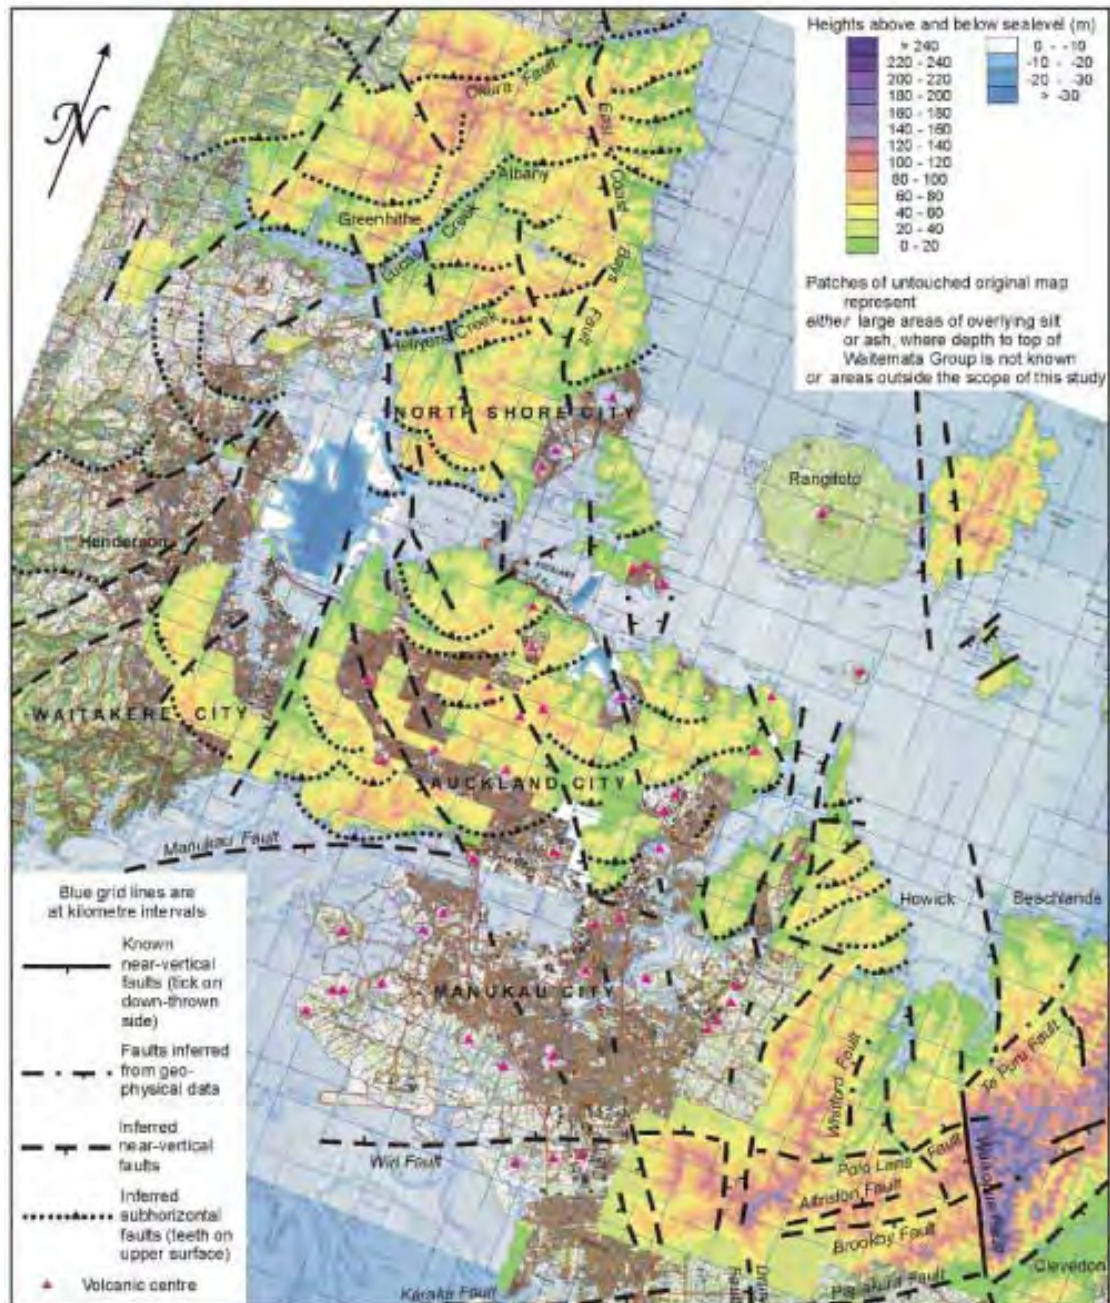 Heights above and below sealevel (m)
> 240
220 - 240
200 - 220
180 - 200
160 - 180
140 - 160
120 - 140
100 - 120
80 - 100
60 - 80
40 - 60
20 - 40
0 - 20
0 - -10
-10 - -20
-20 - -30
> -30
Patches of untouched original map
represent
either large areas of overlying silt
or ash, where depth to top of
Waitemata Group is not known
or areas outside the scope of this study
N
Okura Fault
East
Coast
Bays
Fault
Albany
Greenhithe
Lucas Creek
Hellyers Creek
NORTH SHORE CITY
Rangitoto
Henderson
WAITAKERE CITY
AUCKLAND CITY
Manukau Fault
Howick
Beachlands
MANUKAU CITY
Whitford Fault
Te Puru Fault
Wiri Fault
Polo Lane Fault
Alfriston Fault
Brookby Fault
Clevedon
Papakura Fault
Drury
Fault
Karaka Fault
Blue grid lines are
at kilometre intervals
Known
near-vertical
faults (tick on
down-thrown
side)
Faults inferred
from geo-
physical data
Inferred
near-vertical
faults
Inferred
subhorizontal
faults (teeth on
upper surface)
Volcanic centre